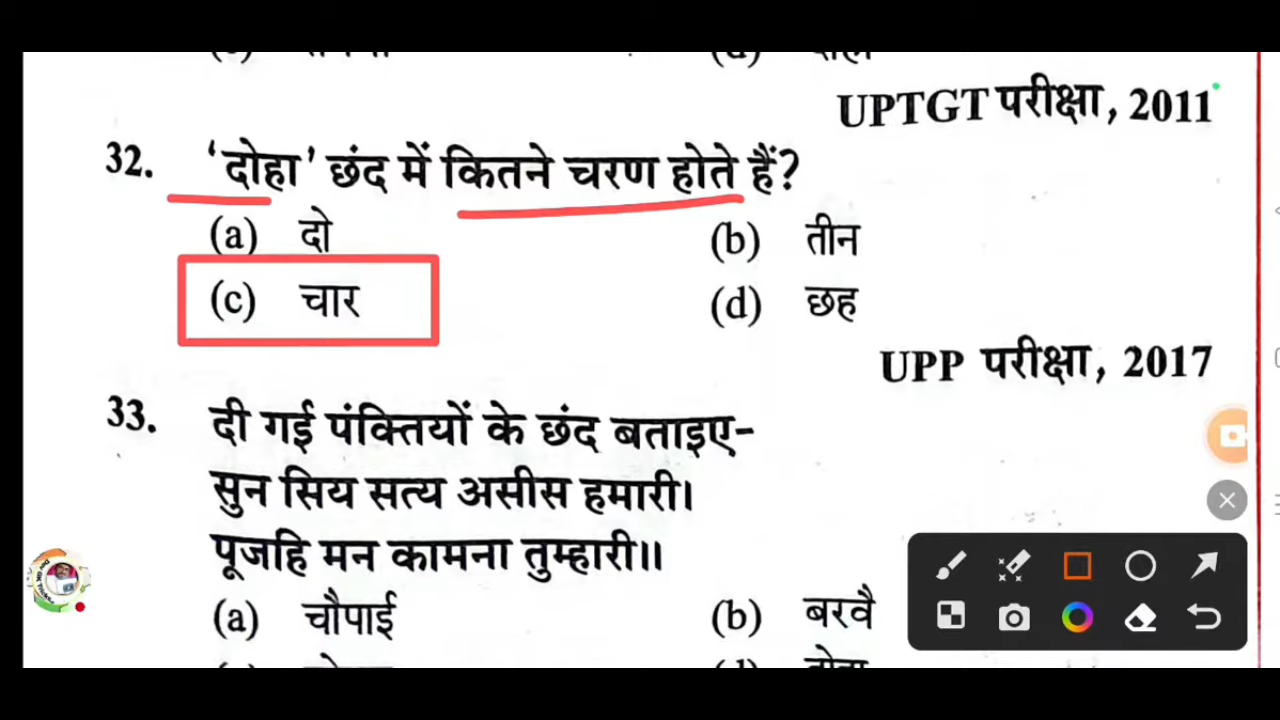 UPTGT परीक्षा, 2011
32. 'दोहा' छंद में कितने चरण होते हैं?
(a) दो (b) तीन
(c) चार (d) छह
UPP परीक्षा, 2017
33. दी गई पंक्तियों के छंद बताइए-
सुन सिय सत्य असीस हमारी।
पूजहि मन कामना तुम्हारी॥
(a) चौपाई (b) बरवै